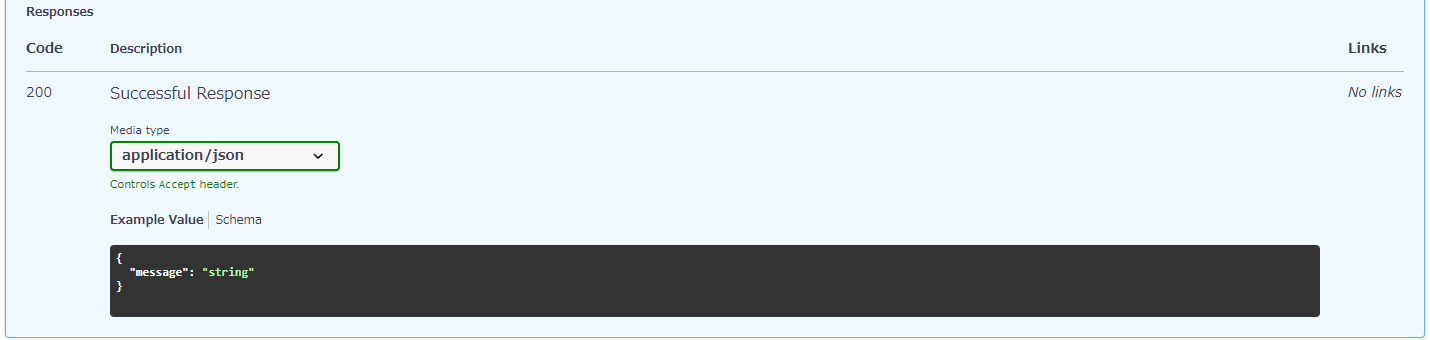 Responses
Code Description Links
200 Successful Response No links
Media type
application/json
Controls Accept header.
Example Value Schema
{
  "message": "string"
}